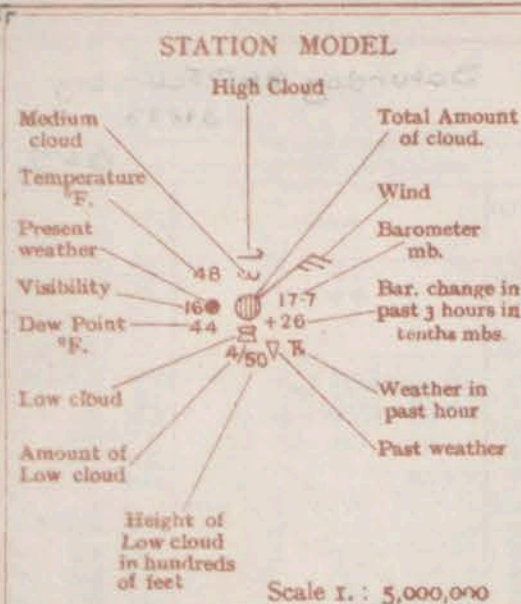 STATION MODEL
High Cloud
Medium
cloud
Total Amount
of cloud.
Temperature
°F.
Wind
Present
weather
Barometer
mb.
48
Visibility
16
17·7
Bar. change in
past 3 hours in
tenths mbs.
Dew Point
°F.
44
+26
4/50
Low cloud
Weather in
past hour
Amount of
Low cloud
Past weather
Height of
Low cloud
in hundreds
of feet
Scale 1. : 5,000,000